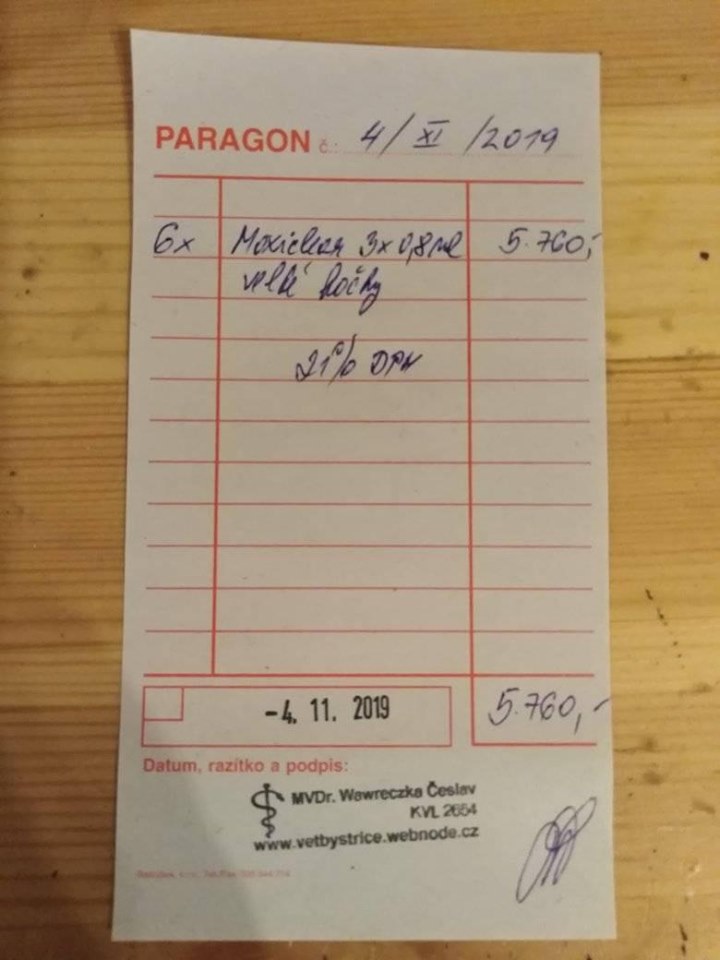 PARAGON č.: 4/XI/2019
6x Moxiclear 3x0,8ml 5.760,-
velké kočky
21% DPH
-4. 11. 2019 5.760,-
Datum, razítko a podpis:
MVDr. Wawreczka Česlav
KVL 2654
www.vetbystrice.webnode.cz